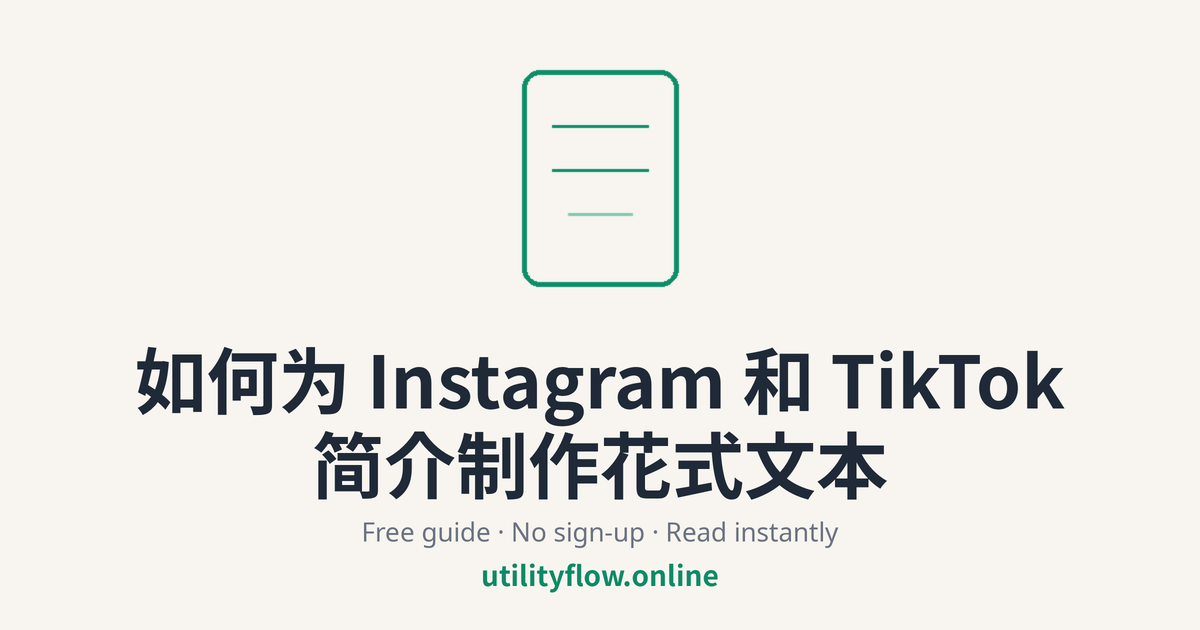 如何为 Instagram 和 TikTok
简介制作花式文本
Free guide · No sign-up · Read instantly
utilityflow.online